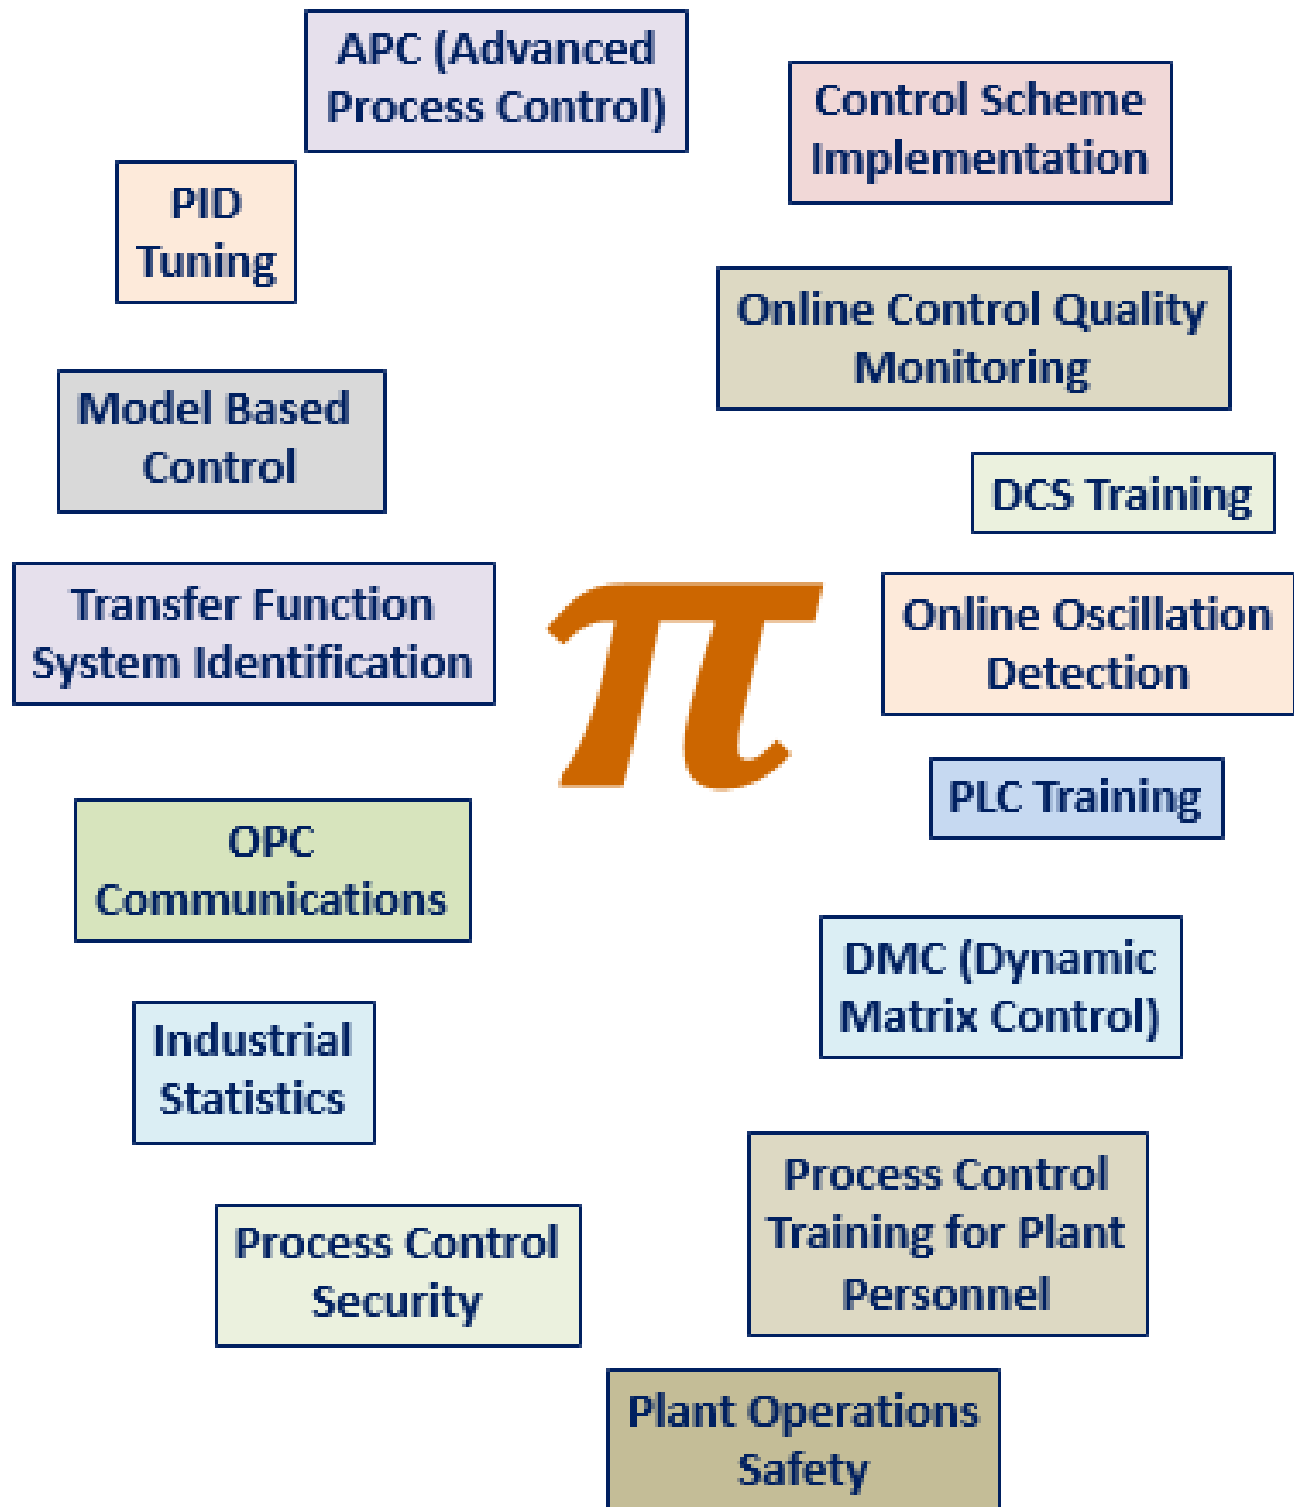 APC (Advanced
Process Control)
Control Scheme
Implementation
PID
Tuning
Online Control Quality
Monitoring
Model Based
Control
DCS Training
Transfer Function
System Identification
π
Online Oscillation
Detection
PLC Training
OPC
Communications
DMC (Dynamic
Matrix Control)
Industrial
Statistics
Process Control
Training for Plant
Personnel
Process Control
Security
Plant Operations
Safety